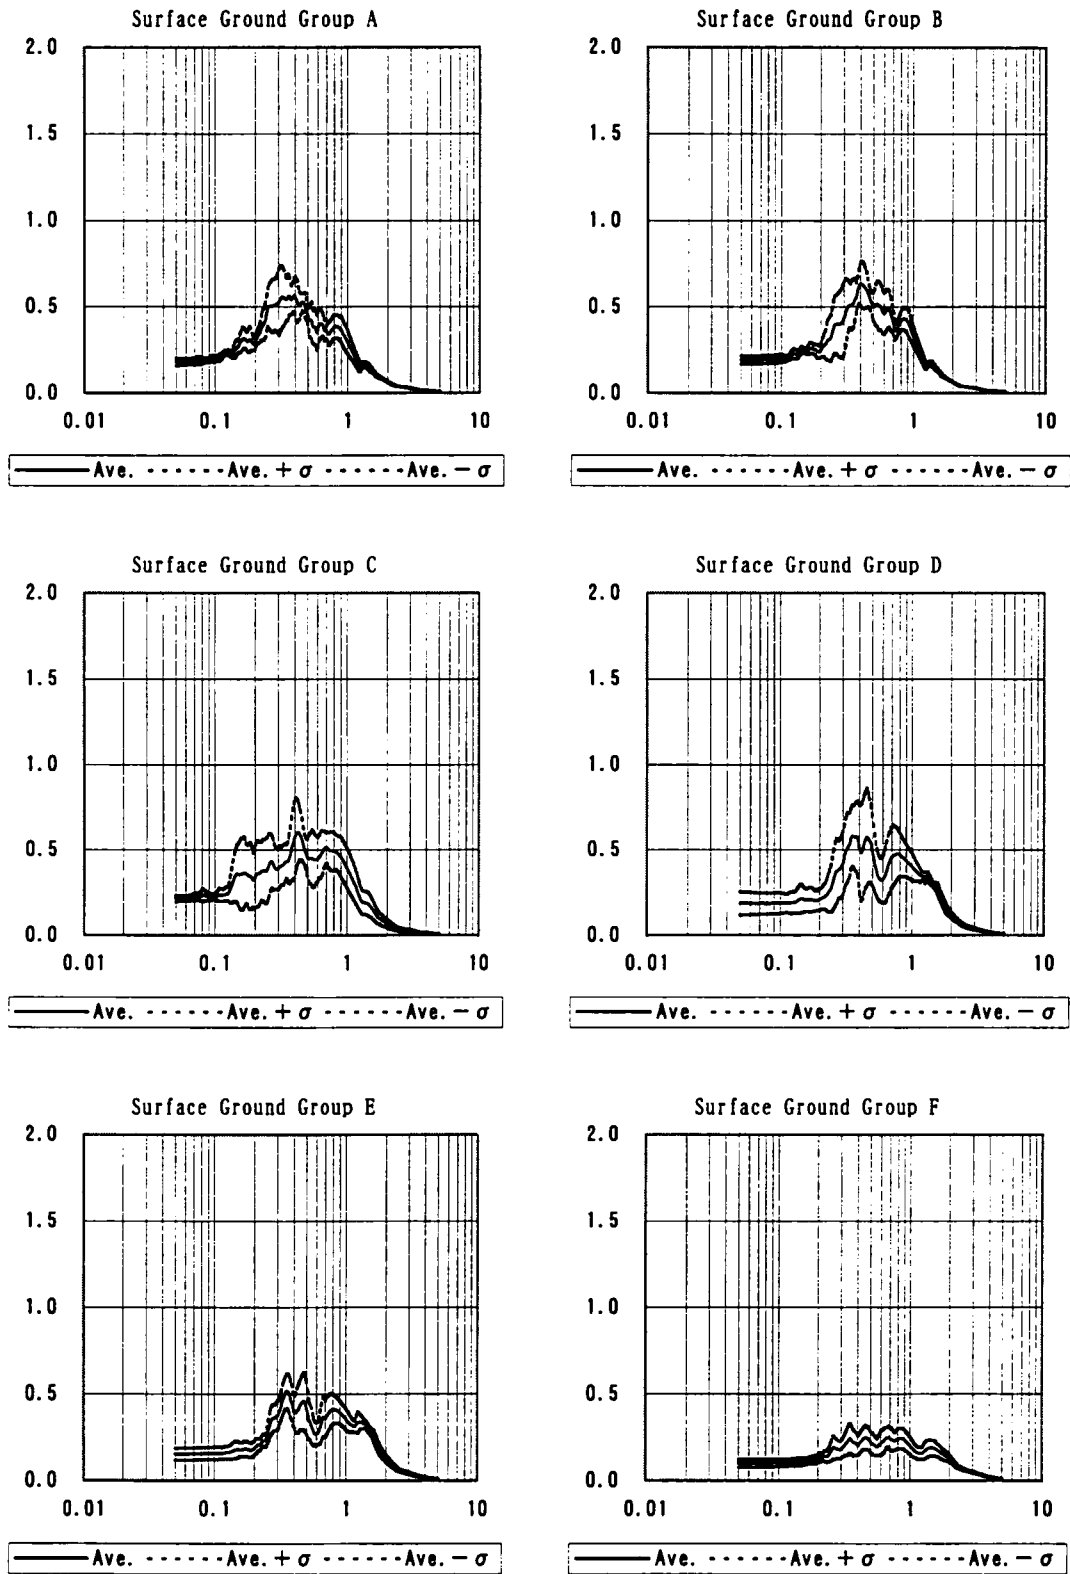 Surface Ground Group A
2.0
1.5
1.0
0.5
0.0
0.01 0.1 1 10
Ave. Ave. + σ Ave. - σ
Surface Ground Group B
2.0
1.5
1.0
0.5
0.0
0.01 0.1 1 10
Ave. Ave. + σ Ave. - σ
Surface Ground Group C
2.0
1.5
1.0
0.5
0.0
0.01 0.1 1 10
Ave. Ave. + σ Ave. - σ
Surface Ground Group D
2.0
1.5
1.0
0.5
0.0
0.01 0.1 1 10
Ave. Ave. + σ Ave. - σ
Surface Ground Group E
2.0
1.5
1.0
0.5
0.0
0.01 0.1 1 10
Ave. Ave. + σ Ave. - σ
Surface Ground Group F
2.0
1.5
1.0
0.5
0.0
0.01 0.1 1 10
Ave. Ave. + σ Ave. - σ